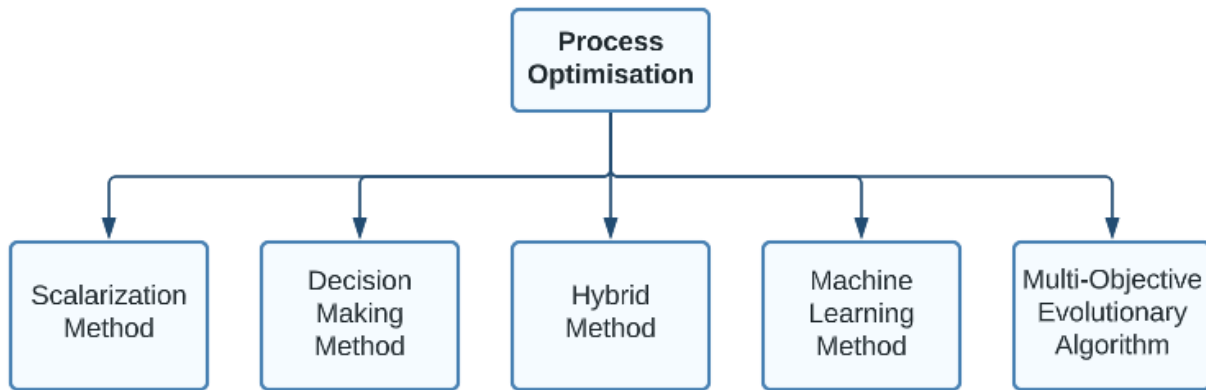 Process
Optimisation
Scalarization
Method
Decision
Making
Method
Hybrid
Method
Machine
Learning
Method
Multi-Objective
Evolutionary
Algorithm